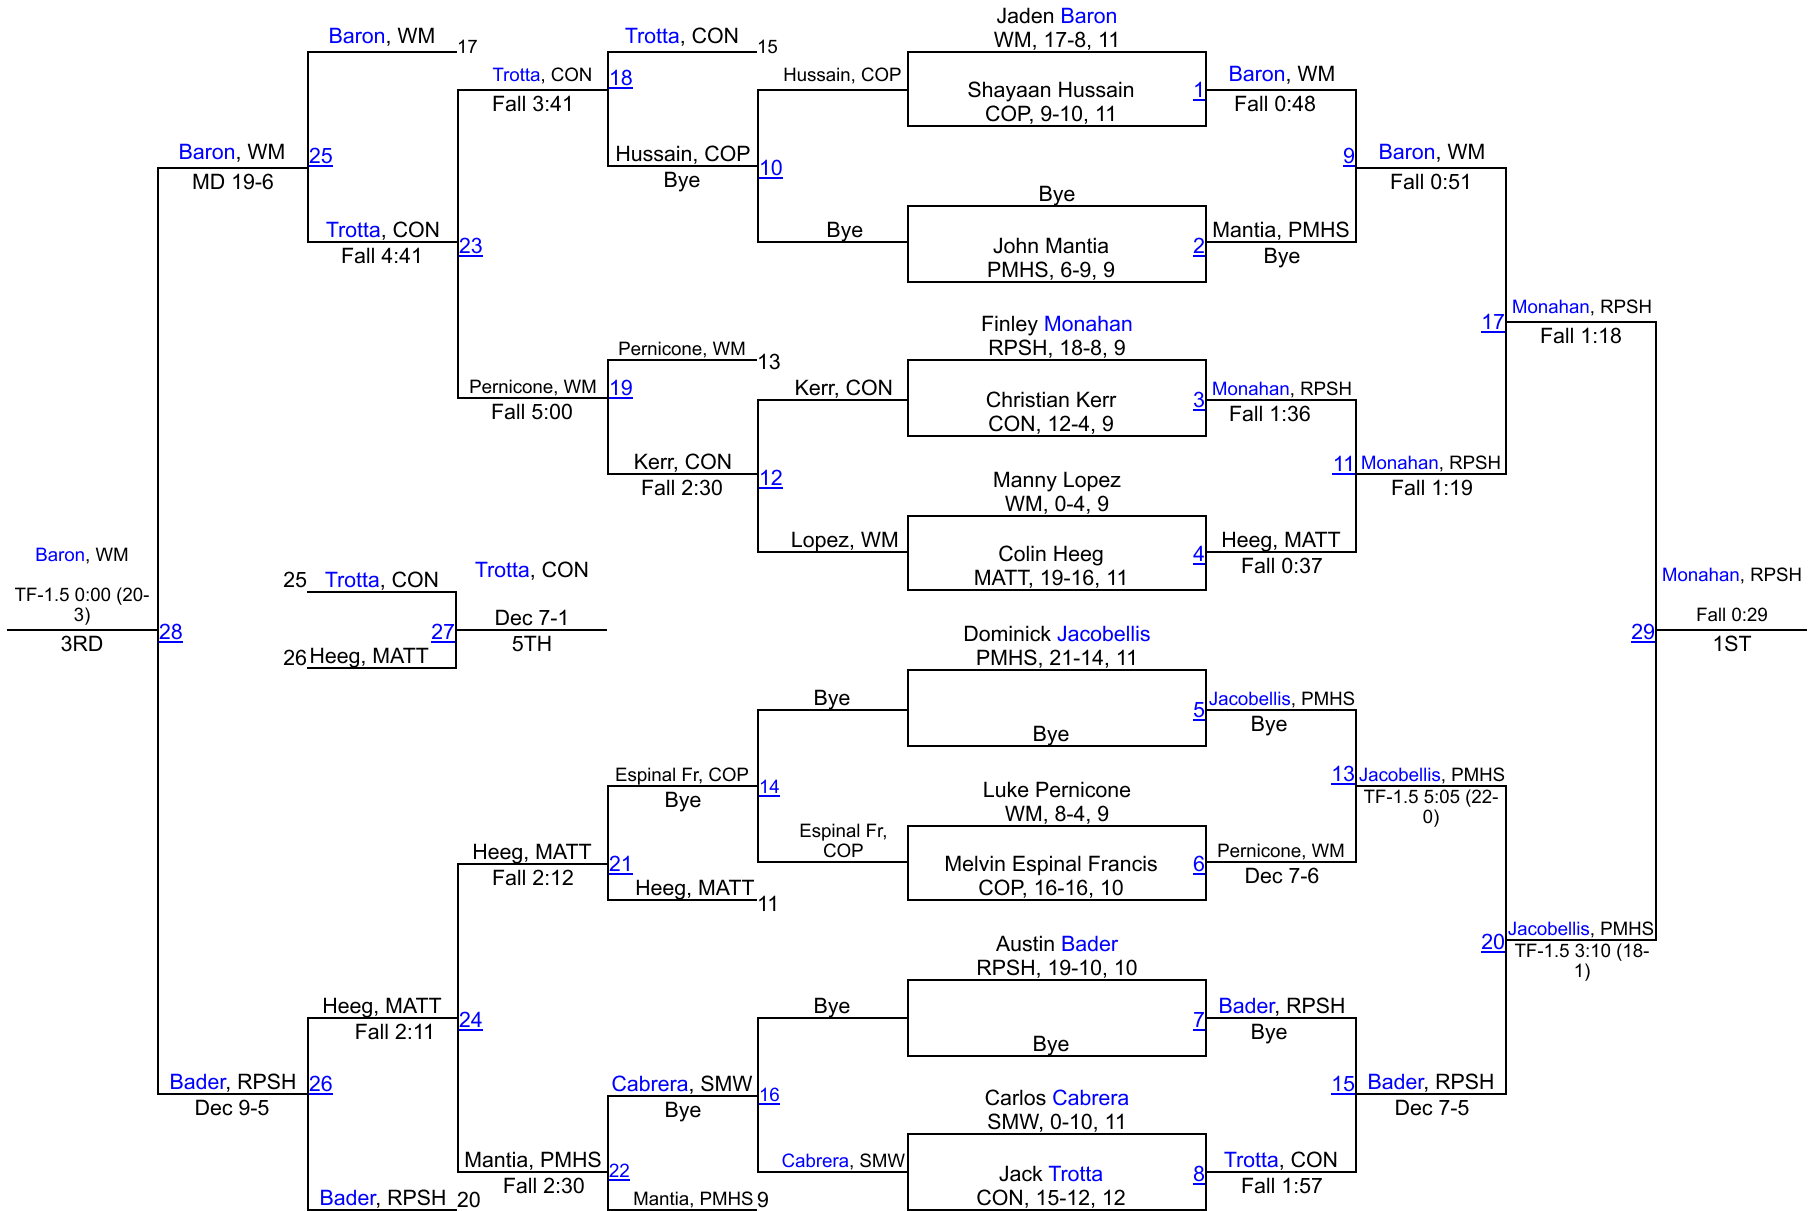 Jaden Baron
WM, 17-8, 11
Baron, WM
17
Trotta, CON
15
Trotta, CON
18
Fall 3:41
Hussain, COP
Shayaan Hussain
COP, 9-10, 11
1
Baron, WM
Fall 0:48
Baron, WM
25
MD 19-6
Hussain, COP
Bye
10
9
Baron, WM
Fall 0:51
Bye
Trotta, CON
23
Fall 4:41
Bye
John Mantia
PMHS, 6-9, 9
2
Mantia, PMHS
Bye
Finley Monahan
RPSH, 18-8, 9
17
Monahan, RPSH
Fall 1:18
Pernicone, WM
13
Pernicone, WM
19
Fall 5:00
Kerr, CON
Christian Kerr
CON, 12-4, 9
3
Monahan, RPSH
Fall 1:36
Kerr, CON
Fall 2:30
12
Manny Lopez
WM, 0-4, 9
11
Monahan, RPSH
Fall 1:19
Lopez, WM
Colin Heeg
MATT, 19-16, 11
4
Heeg, MATT
Fall 0:37
Baron, WM
TF-1.5 0:00 (20-
3)
3RD
28
25
Trotta, CON
Trotta, CON
27
Dec 7-1
5TH
26
Heeg, MATT
Monahan, RPSH
Fall 0:29
29
1ST
Dominick Jacobellis
PMHS, 21-14, 11
Bye
Bye
5
Jacobellis, PMHS
Bye
Espinal Fr, COP
Bye
14
Luke Pernicone
WM, 8-4, 9
13
Jacobellis, PMHS
TF-1.5 5:05 (22-
0)
Espinal Fr,
COP
Melvin Espinal Francis
COP, 16-16, 10
6
Pernicone, WM
Dec 7-6
Heeg, MATT
21
Fall 2:12
Heeg, MATT
11
Austin Bader
RPSH, 19-10, 10
20
Jacobellis, PMHS
TF-1.5 3:10 (18-
1)
Heeg, MATT
24
Fall 2:11
Bye
Bye
7
Bader, RPSH
Bye
Bader, RPSH
26
Dec 9-5
Cabrera, SMW
Bye
16
Carlos Cabrera
SMW, 0-10, 11
15
Bader, RPSH
Dec 7-5
Mantia, PMHS
22
Fall 2:30
Cabrera, SMW
Jack Trotta
CON, 15-12, 12
8
Trotta, CON
Fall 1:57
Bader, RPSH
20
Mantia, PMHS
9